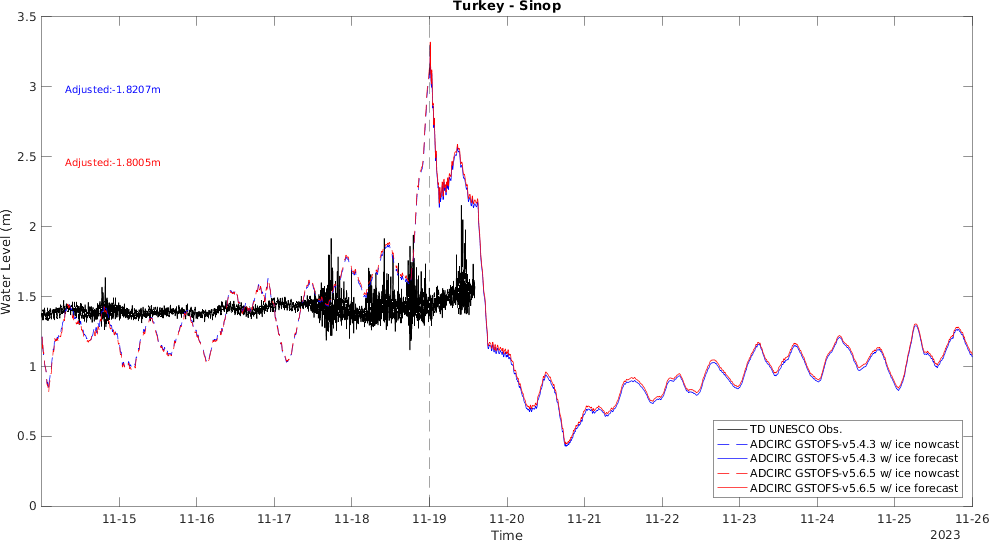 Turkey - Sinop
3.5
3
2.5
2
1.5
1
0.5
0
Water Level (m)
Adjusted:-1.8207m
Adjusted:-1.8005m
TD UNESCO Obs.
ADCIRC GSTOFS-v5.4.3 w/ ice nowcast
ADCIRC GSTOFS-v5.4.3 w/ ice forecast
ADCIRC GSTOFS-v5.6.5 w/ ice nowcast
ADCIRC GSTOFS-v5.6.5 w/ ice forecast
11-15 11-16 11-17 11-18 11-19 11-20 11-21 11-22 11-23 11-24 11-25 11-26
Time
2023